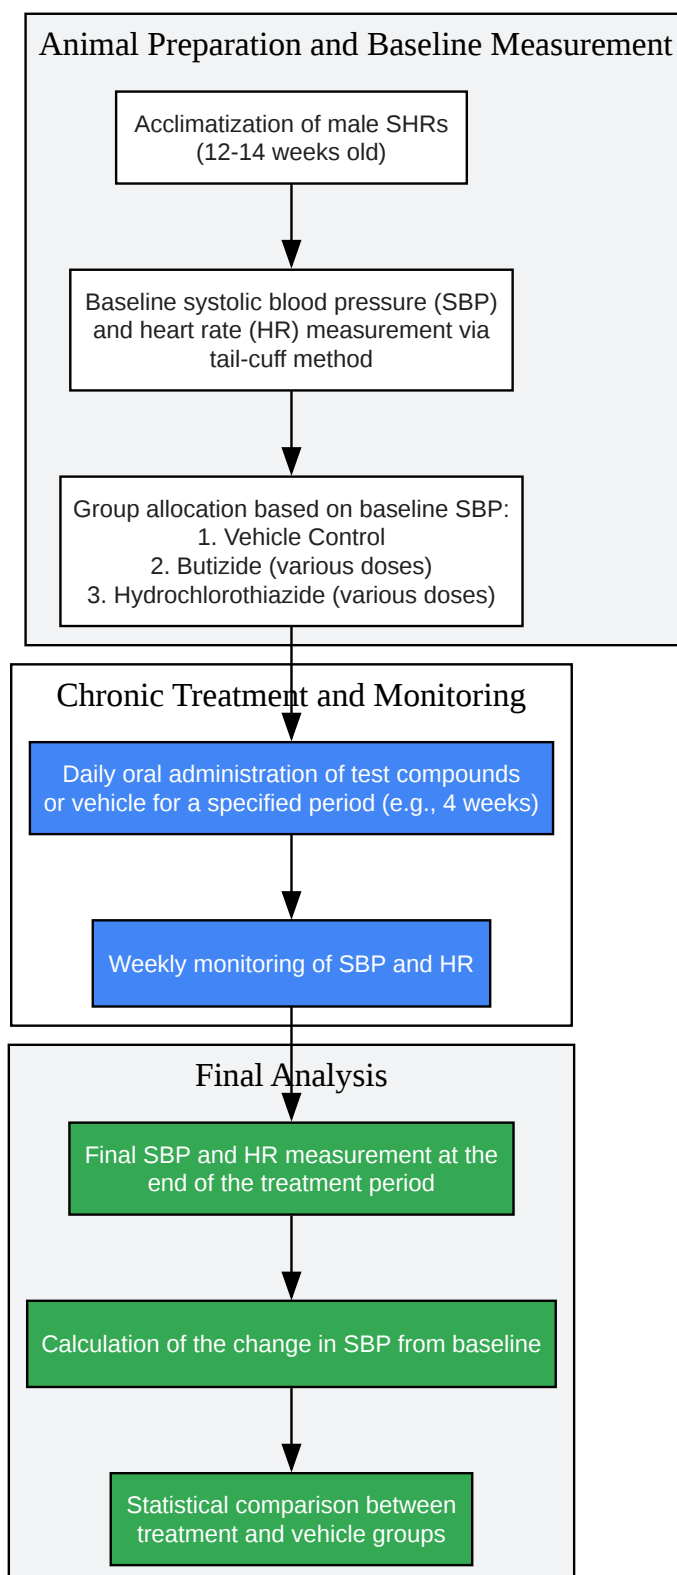 Animal Preparation and Baseline Measurement
Acclimatization of male SHRs
(12-14 weeks old)
Baseline systolic blood pressure (SBP)
and heart rate (HR) measurement via
tail-cuff method
Group allocation based on baseline SBP:
1. Vehicle Control
2. Butizide (various doses)
3. Hydrochlorothiazide (various doses)
Chronic Treatment and Monitoring
Daily oral administration of test compounds
or vehicle for a specified period (e.g., 4 weeks)
Weekly monitoring of SBP and HR
Final Analysis
Final SBP and HR measurement at the
end of the treatment period
Calculation of the change in SBP from baseline
Statistical comparison between
treatment and vehicle groups